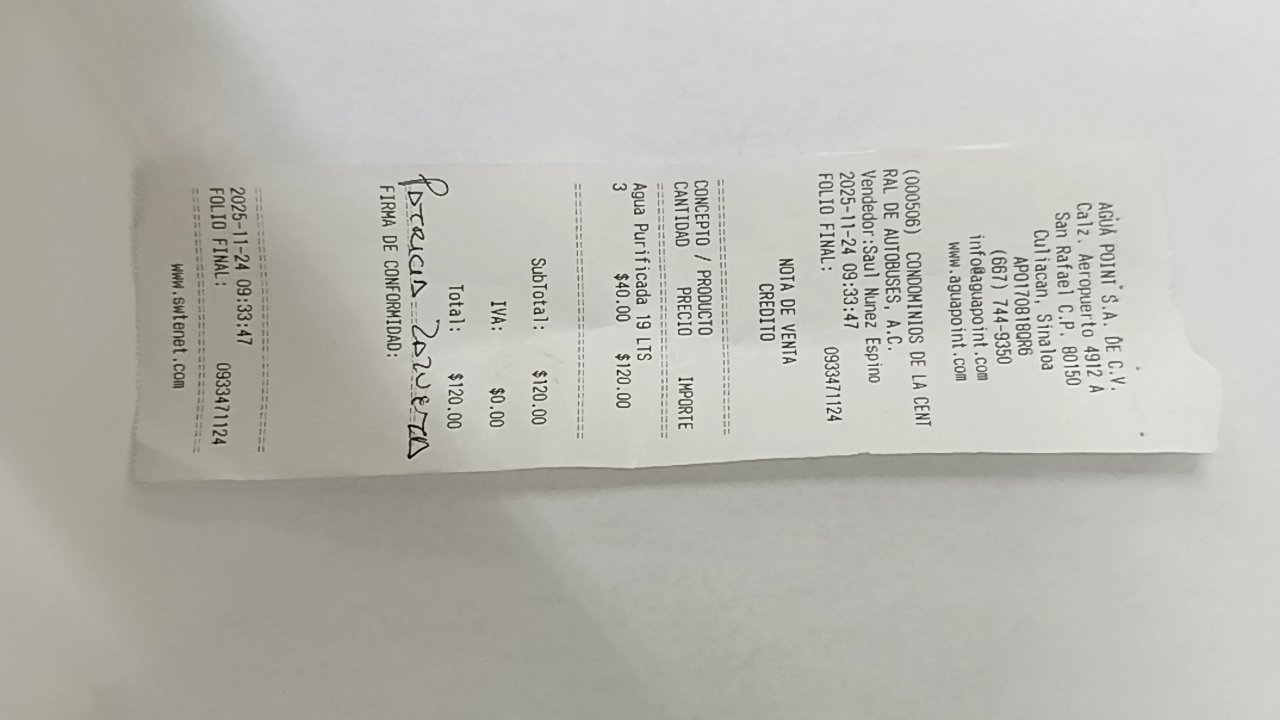 AGUA POINT S.A. DE C.V.
Calz. Aeropuerto 4912 A
San Rafael C.P. 80150
Culiacan, Sinaloa
APO170818QR6
(667) 744-9350
info@aguapoint.com
www.aguapoint.com
(000506) CONDOMINIOS DE LA CENT
RAL DE AUTOBUSES, A.C.
Vendedor:Saul Nunez Espino
2025-11-24 09:33:47
FOLIO FINAL: 0933471124
NOTA DE VENTA
CREDITO
CONCEPTO / PRODUCTO
CANTIDAD PRECIO IMPORTE
Agua Purificada 19 LTS
3 $40.00 $120.00
SubTotal: $120.00
IVA: $0.00
Total: $120.00
Patricia
FIRMA DE CONFORMIDAD:
2025-11-24 09:33:47
FOLIO FINAL: 0933471124
www.swtenet.com